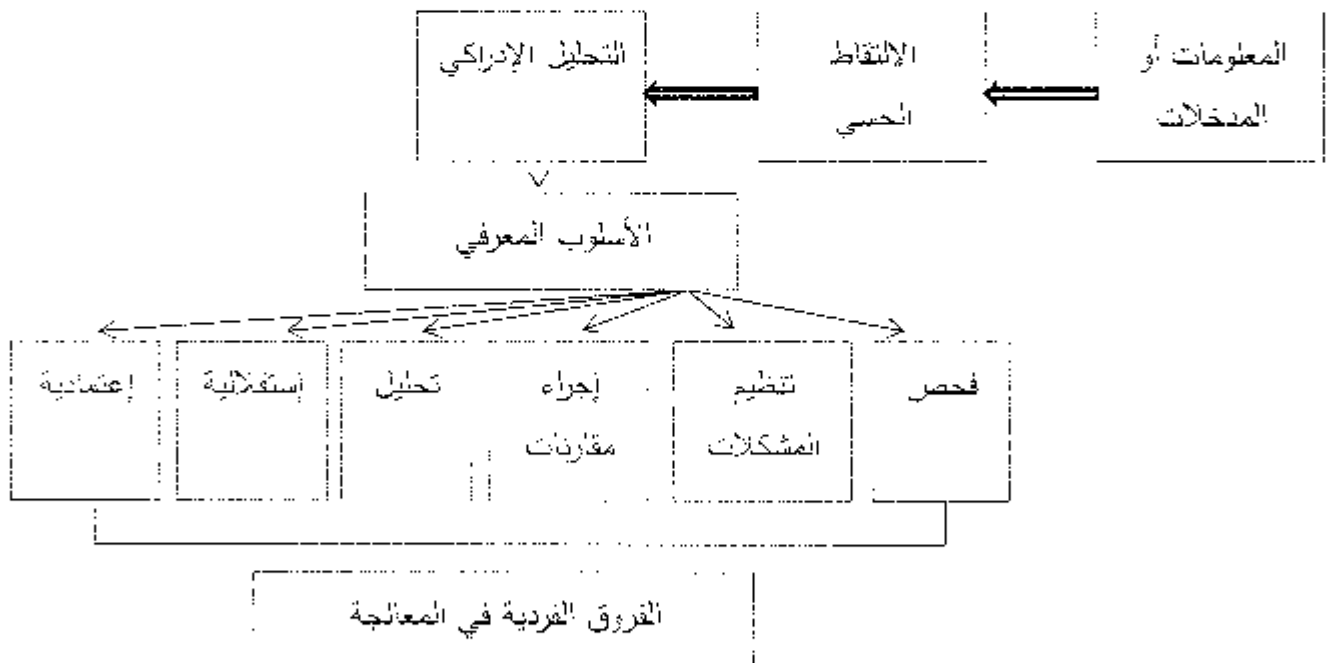 المعلومات أو
المدخلات
الالتقاط
الحسي
التحليل الإدراكي
الأسلوب المعرفي
فحص
تنظيم
المشكلات
إجراء
مقارنات
تحليل
إستقلالية
إعتمادية
الفروق الفردية في المعالجة